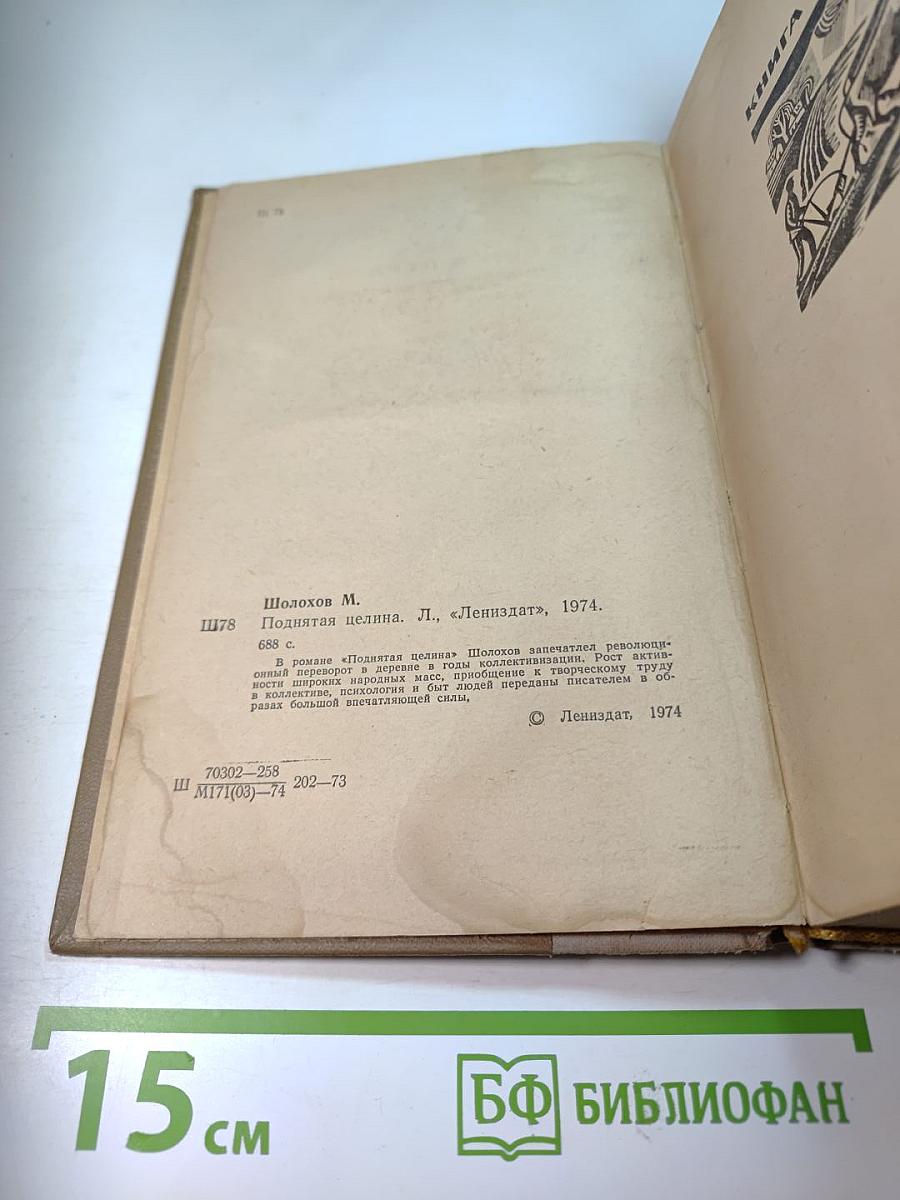 Ш 78
КНИГА
Шолохов М.
Ш78 Поднятая целина. Л., «Лениздат», 1974.
688 с.
В романе «Поднятая целина» Шолохов запечатлел революци-
онный переворот в деревне в годы коллективизации. Рост актив-
ности широких народных масс, приобщение к творческому труду
в коллективе, психология и быт людей переданы писателем в об-
разах большой впечатляющей силы,
© Лениздат, 1974
70302—258
Ш 202—73
М171(03)—74
15 см
БФ БИБЛИОФАН